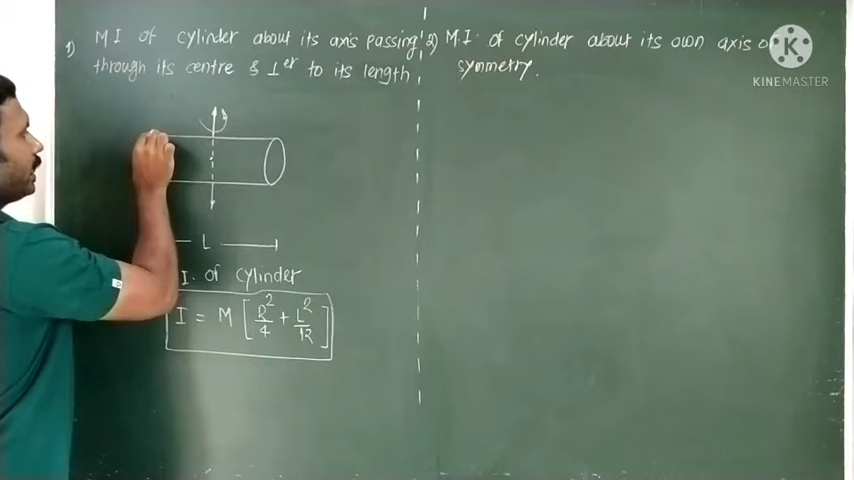 1) M I of cylinder about its axis passing
through its centre & ⊥er to its length
L
I. of cylinder
I = M [R²/4 + L²/12]
2) M.I. of cylinder about its own axis o
symmetry.
K
KINEMASTER